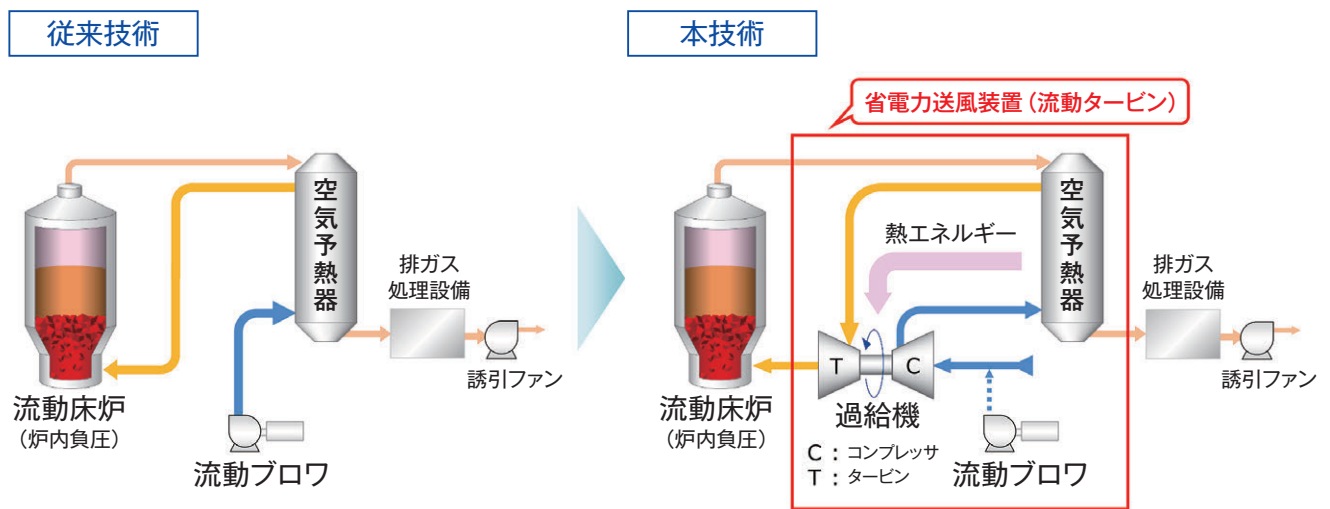 従来技術
空気予熱器
排ガス
処理設備
誘引ファン
流動床炉
（炉内負圧）
流動ブロワ
本技術
省電力送風装置（流動タービン）
空気予熱器
熱エネルギー
排ガス
処理設備
T
C
誘引ファン
流動床炉
（炉内負圧）
過給機
C：コンプレッサ
T：タービン
流動ブロワ